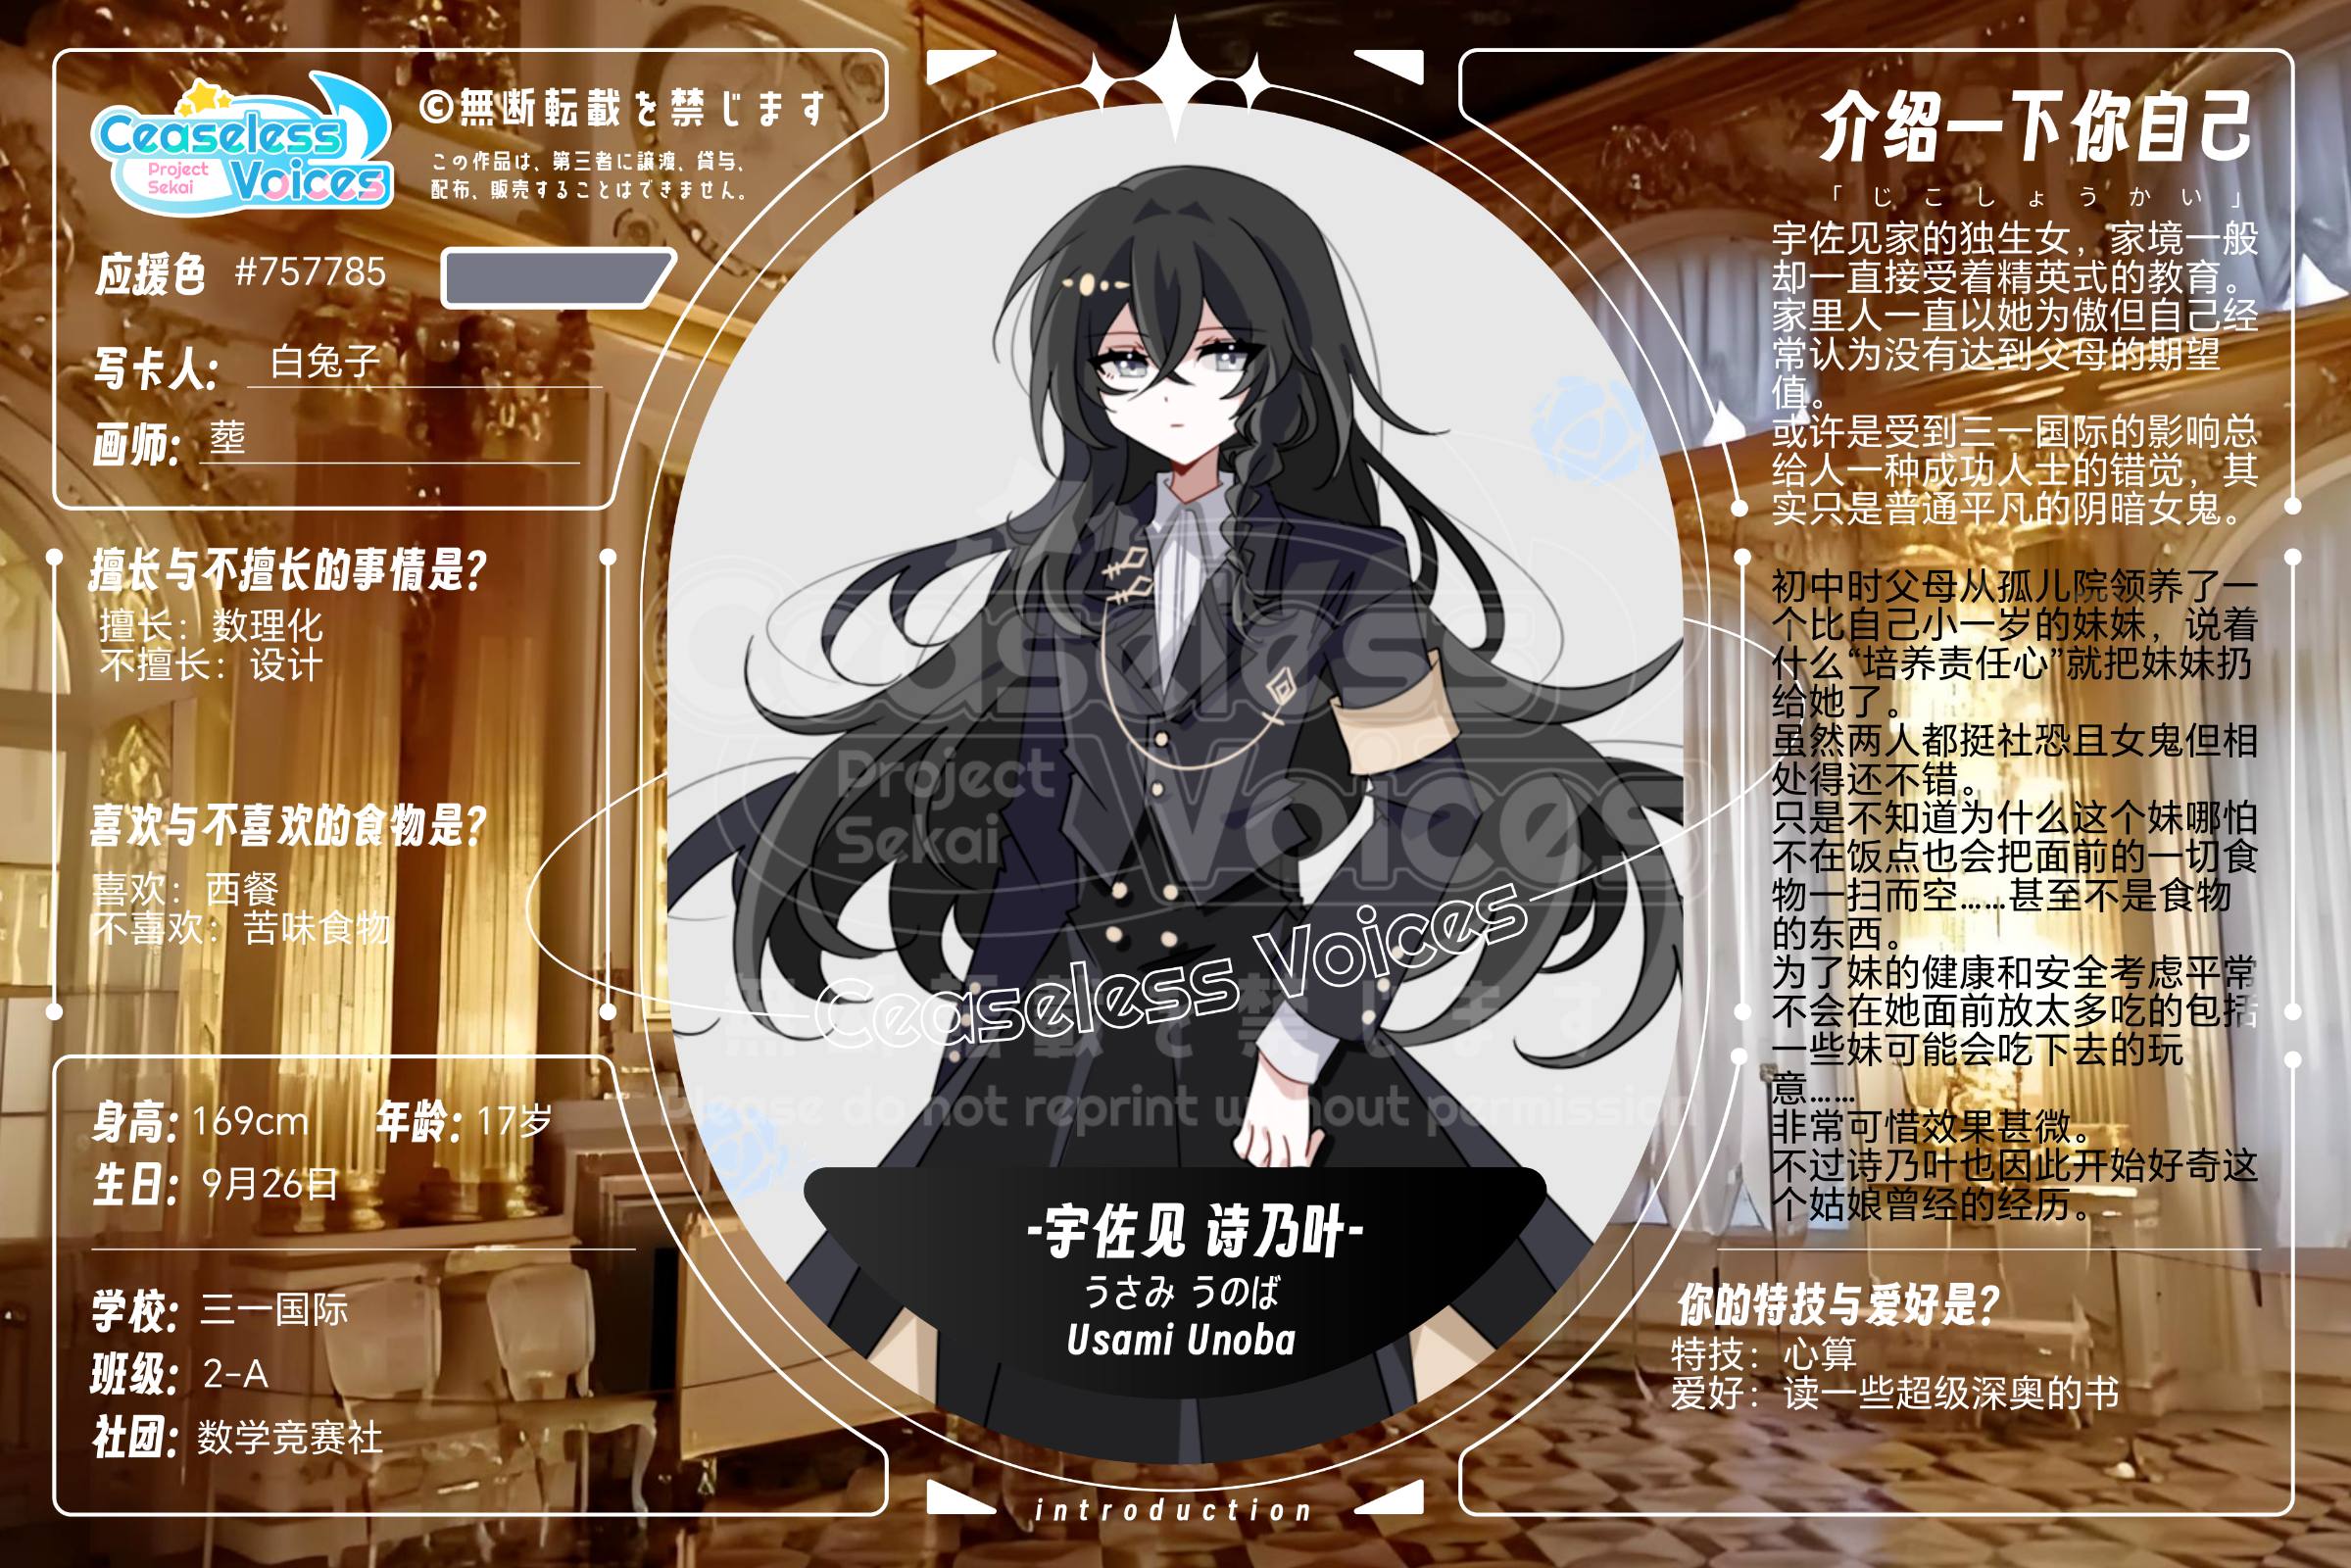 Ceaseless
Project
Sekai
Voices
©無断転載を禁じます
この作品は、第三者に譲渡、貸与、
配布、販売することはできません。
应援色 #757785
写卡人: 白兔子
画师: 蕐
擅长与不擅长的事情是?
擅长：数理化
不擅长：设计
喜欢与不喜欢的食物是?
喜欢：西餐
不喜欢：苦味食物
身高: 169cm 年龄: 17岁
生日: 9月26日
学校: 三一国际
班级: 2-A
社团: 数学竞赛社
Ceaseless
Project
Sekai
Voices
Ceaseless Voices
無断転載を禁じます
Please do not reprint without permission
-宇佐见 诗乃叶-
うさみ うのば
Usami Unoba
introduction
介绍一下你自己
「じこしょうかい」
宇佐见家的独生女，家境一般
却一直接受着精英式的教育。
家里人一直以她为傲但自己经
常认为没有达到父母的期望
值。
或许是受到三一国际的影响总
给人一种成功人士的错觉，其
实只是普通平凡的阴暗女鬼。
初中时父母从孤儿院领养了一
个比自己小一岁的妹妹，说着
什么“培养责任心”就把妹妹扔
给她了。
虽然两人都挺社恐且女鬼但相
处得还不错。
只是不知道为什么这个妹哪怕
不在饭点也会把面前的一切食
物一扫而空……甚至不是食物
的东西。
为了妹的健康和安全考虑平常
不会在她面前放太多吃的包括
一些妹可能会吃下去的玩
意……
非常可惜效果甚微。
不过诗乃叶也因此开始好奇这
个姑娘曾经的经历。
你的特技与爱好是?
特技：心算
爱好：读一些超级深奥的书